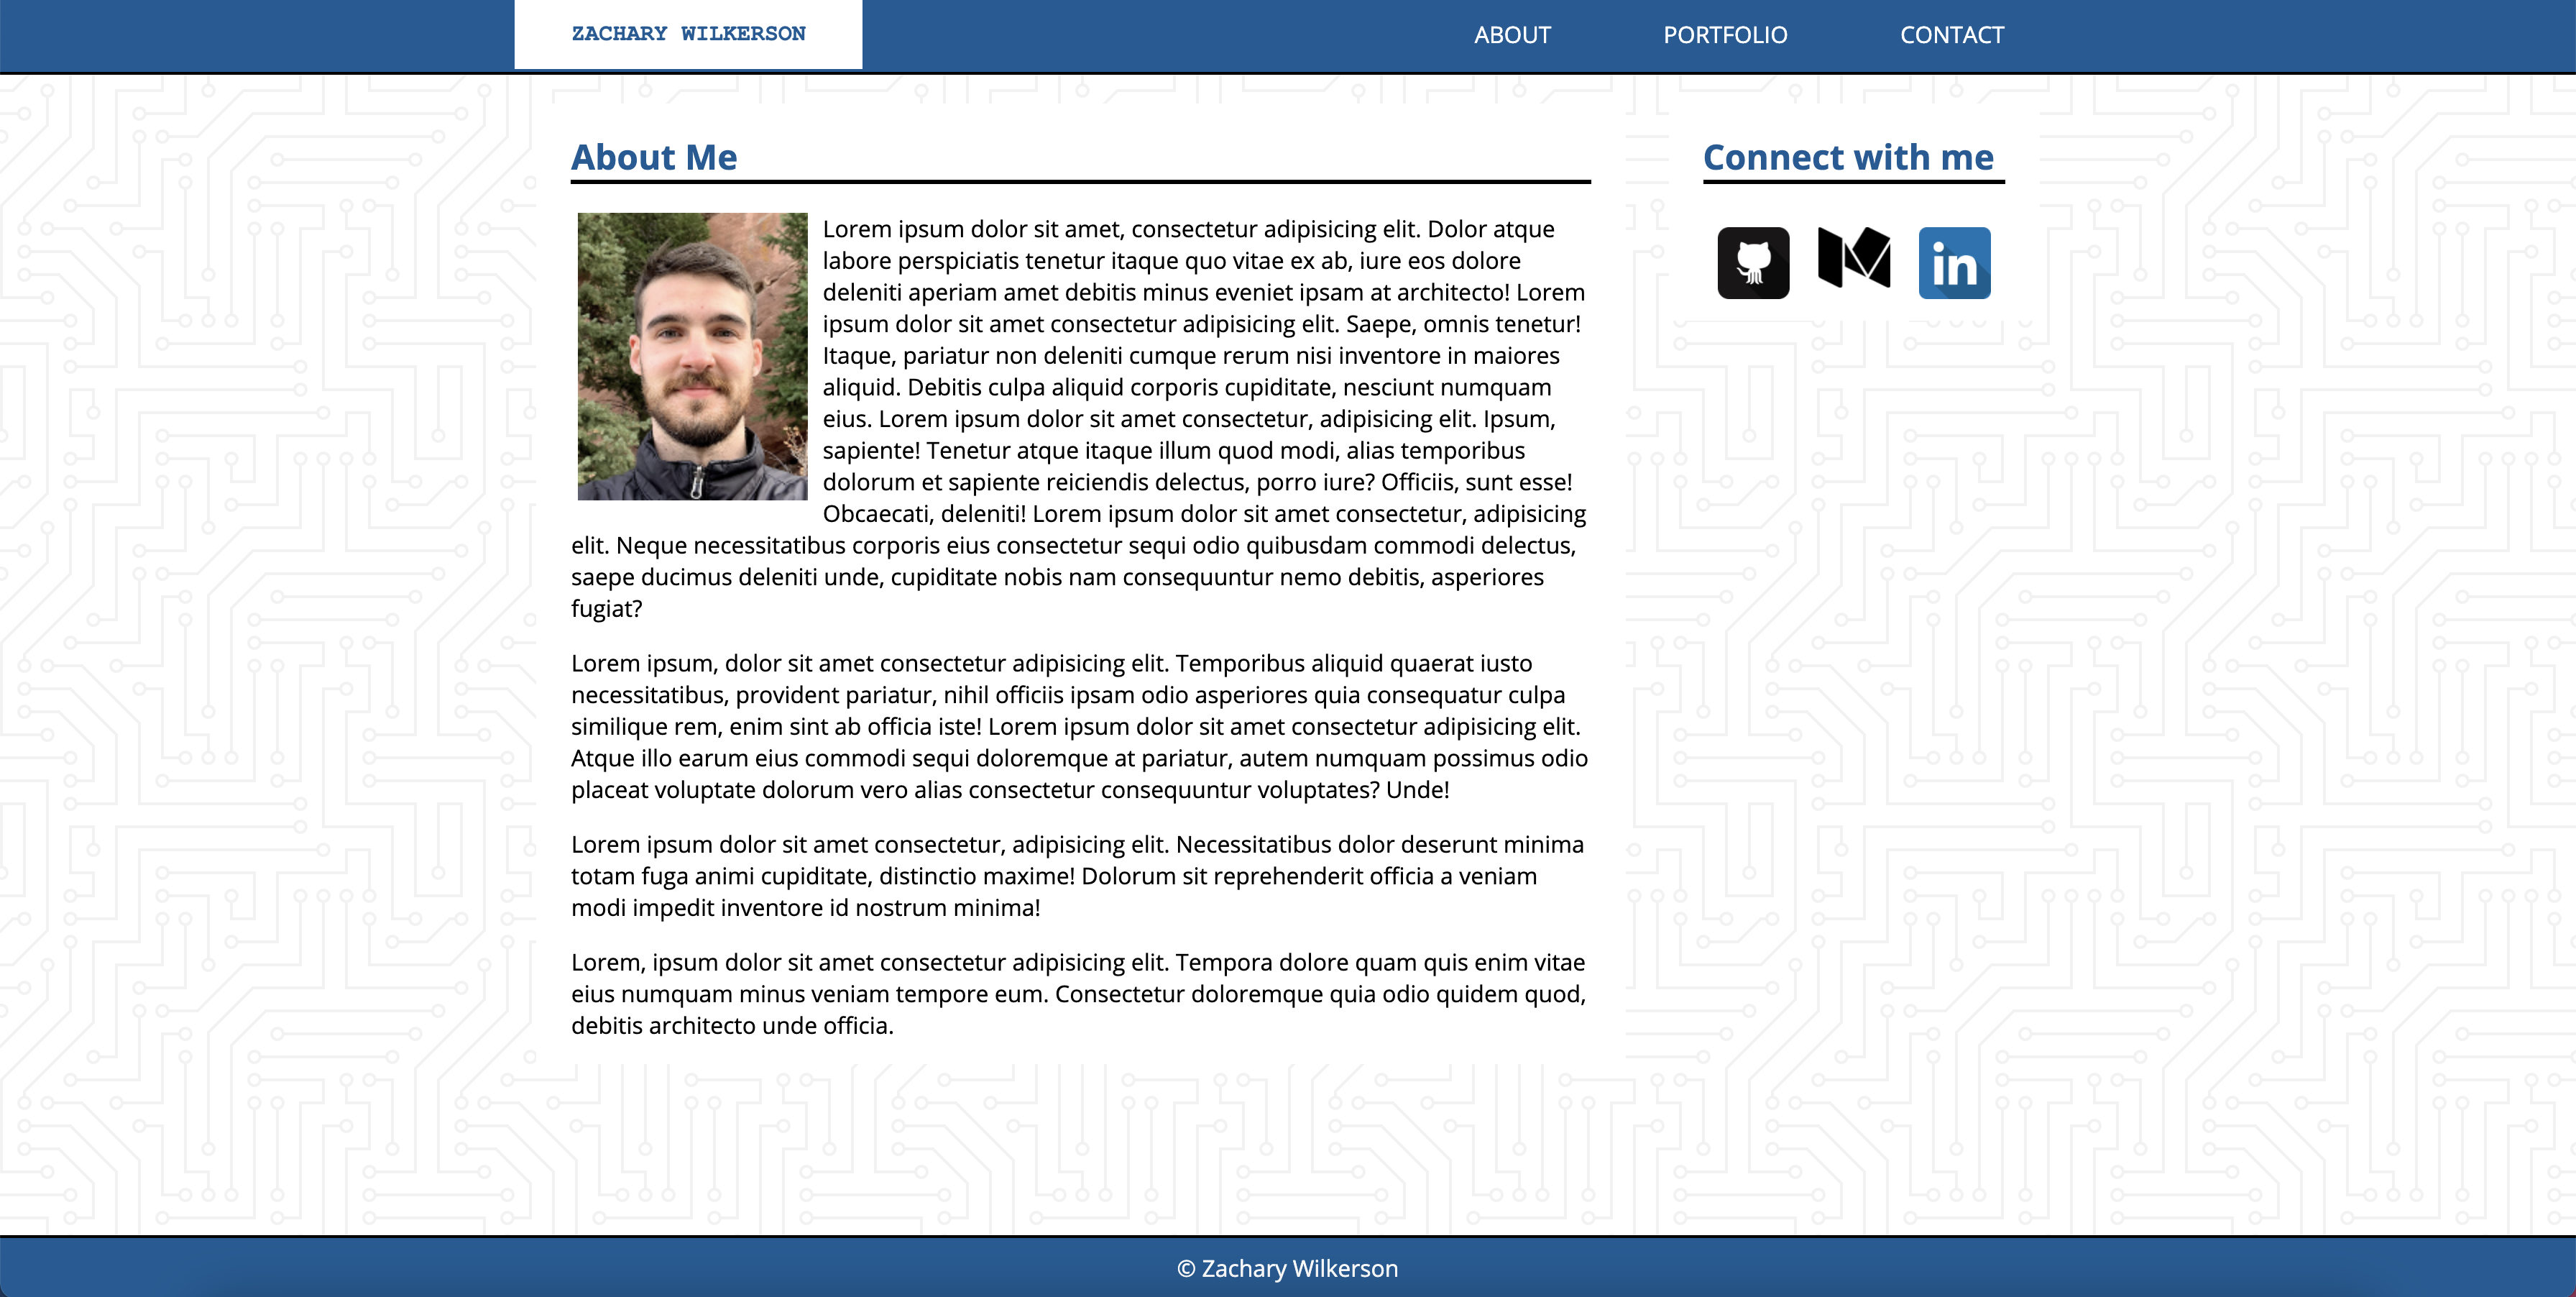 ZACHARY WILKERSON
ABOUT
PORTFOLIO
CONTACT
About Me
Lorem ipsum dolor sit amet, consectetur adipisicing elit. Dolor atque
labore perspiciatis tenetur itaque quo vitae ex ab, iure eos dolore
deleniti aperiam amet debitis minus eveniet ipsam at architecto! Lorem
ipsum dolor sit amet consectetur adipisicing elit. Saepe, omnis tenetur!
Itaque, pariatur non deleniti cumque rerum nisi inventore in maiores
aliquid. Debitis culpa aliquid corporis cupiditate, nesciunt numquam
eius. Lorem ipsum dolor sit amet consectetur, adipisicing elit. Ipsum,
sapiente! Tenetur atque itaque illum quod modi, alias temporibus
dolorum et sapiente reiciendis delectus, porro iure? Officiis, sunt esse!
Obcaecati, deleniti! Lorem ipsum dolor sit amet consectetur, adipisicing
elit. Neque necessitatibus corporis eius consectetur sequi odio quibusdam commodi delectus,
saepe ducimus deleniti unde, cupiditate nobis nam consequuntur nemo debitis, asperiores
fugiat?
Lorem ipsum, dolor sit amet consectetur adipisicing elit. Temporibus aliquid quaerat iusto
necessitatibus, provident pariatur, nihil officiis ipsam odio asperiores quia consequatur culpa
similique rem, enim sint ab officia iste! Lorem ipsum dolor sit amet consectetur adipisicing elit.
Atque illo earum eius commodi sequi doloremque at pariatur, autem numquam possimus odio
placeat voluptate dolorum vero alias consectetur consequuntur voluptates? Unde!
Lorem ipsum dolor sit amet consectetur, adipisicing elit. Necessitatibus dolor deserunt minima
totam fuga animi cupiditate, distinctio maxime! Dolorum sit reprehenderit officia a veniam
modi impedit inventore id nostrum minima!
Lorem, ipsum dolor sit amet consectetur adipisicing elit. Tempora dolore quam quis enim vitae
eius numquam minus veniam tempore eum. Consectetur doloremque quia odio quidem quod,
debitis architecto unde officia.
Connect with me
in
© Zachary Wilkerson